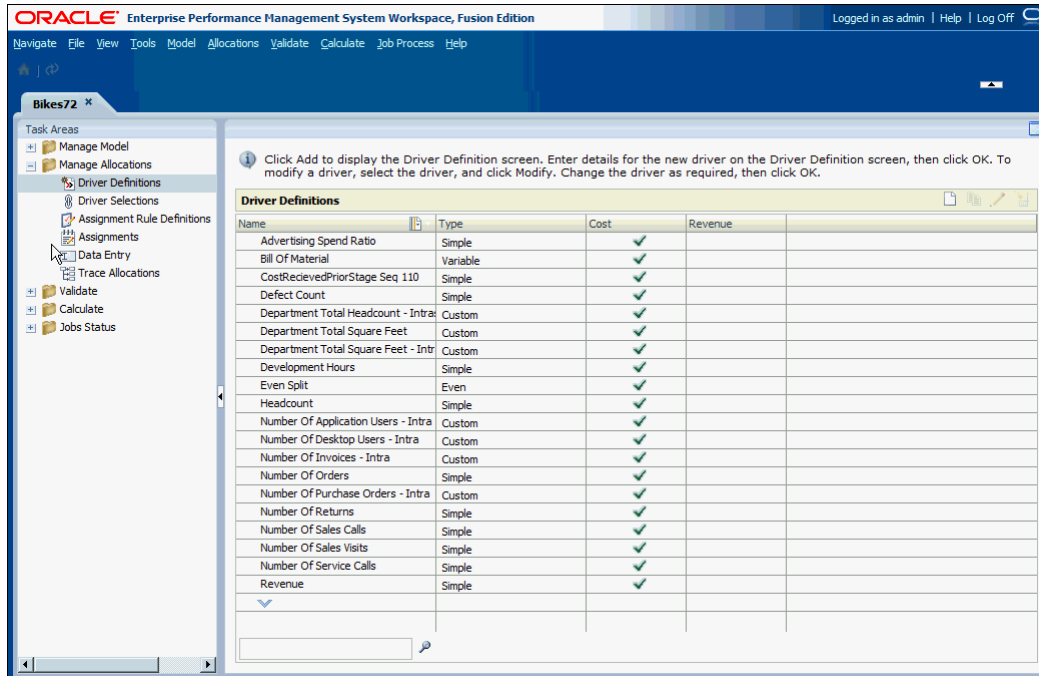 ORACLE Enterprise Performance Management System Workspace, Fusion Edition
Logged in as admin | Help | Log Off
Navigate File View Tools Model Allocations Validate Calculate Job Process Help
Bikes72 ×
Task Areas
Manage Model
Manage Allocations
Driver Definitions
Driver Selections
Assignment Rule Definitions
Assignments
Data Entry
Trace Allocations
Validate
Calculate
Jobs Status
Click Add to display the Driver Definition screen. Enter details for the new driver on the Driver Definition screen, then click OK. To
modify a driver, select the driver, and click Modify. Change the driver as required, then click OK.
Driver Definitions
Name Type Cost Revenue
Advertising Spend Ratio Simple
Bill Of Material Variable
CostRecievedPriorStage Seq 110 Simple
Defect Count Simple
Department Total Headcount - Intra Custom
Department Total Square Feet Custom
Department Total Square Feet - Intr Custom
Development Hours Simple
Even Split Even
Headcount Simple
Number Of Application Users - Intra Custom
Number Of Desktop Users - Intra Custom
Number Of Invoices - Intra Custom
Number Of Orders Simple
Number Of Purchase Orders - Intra Custom
Number Of Returns Simple
Number Of Sales Calls Simple
Number Of Sales Visits Simple
Number Of Service Calls Simple
Revenue Simple